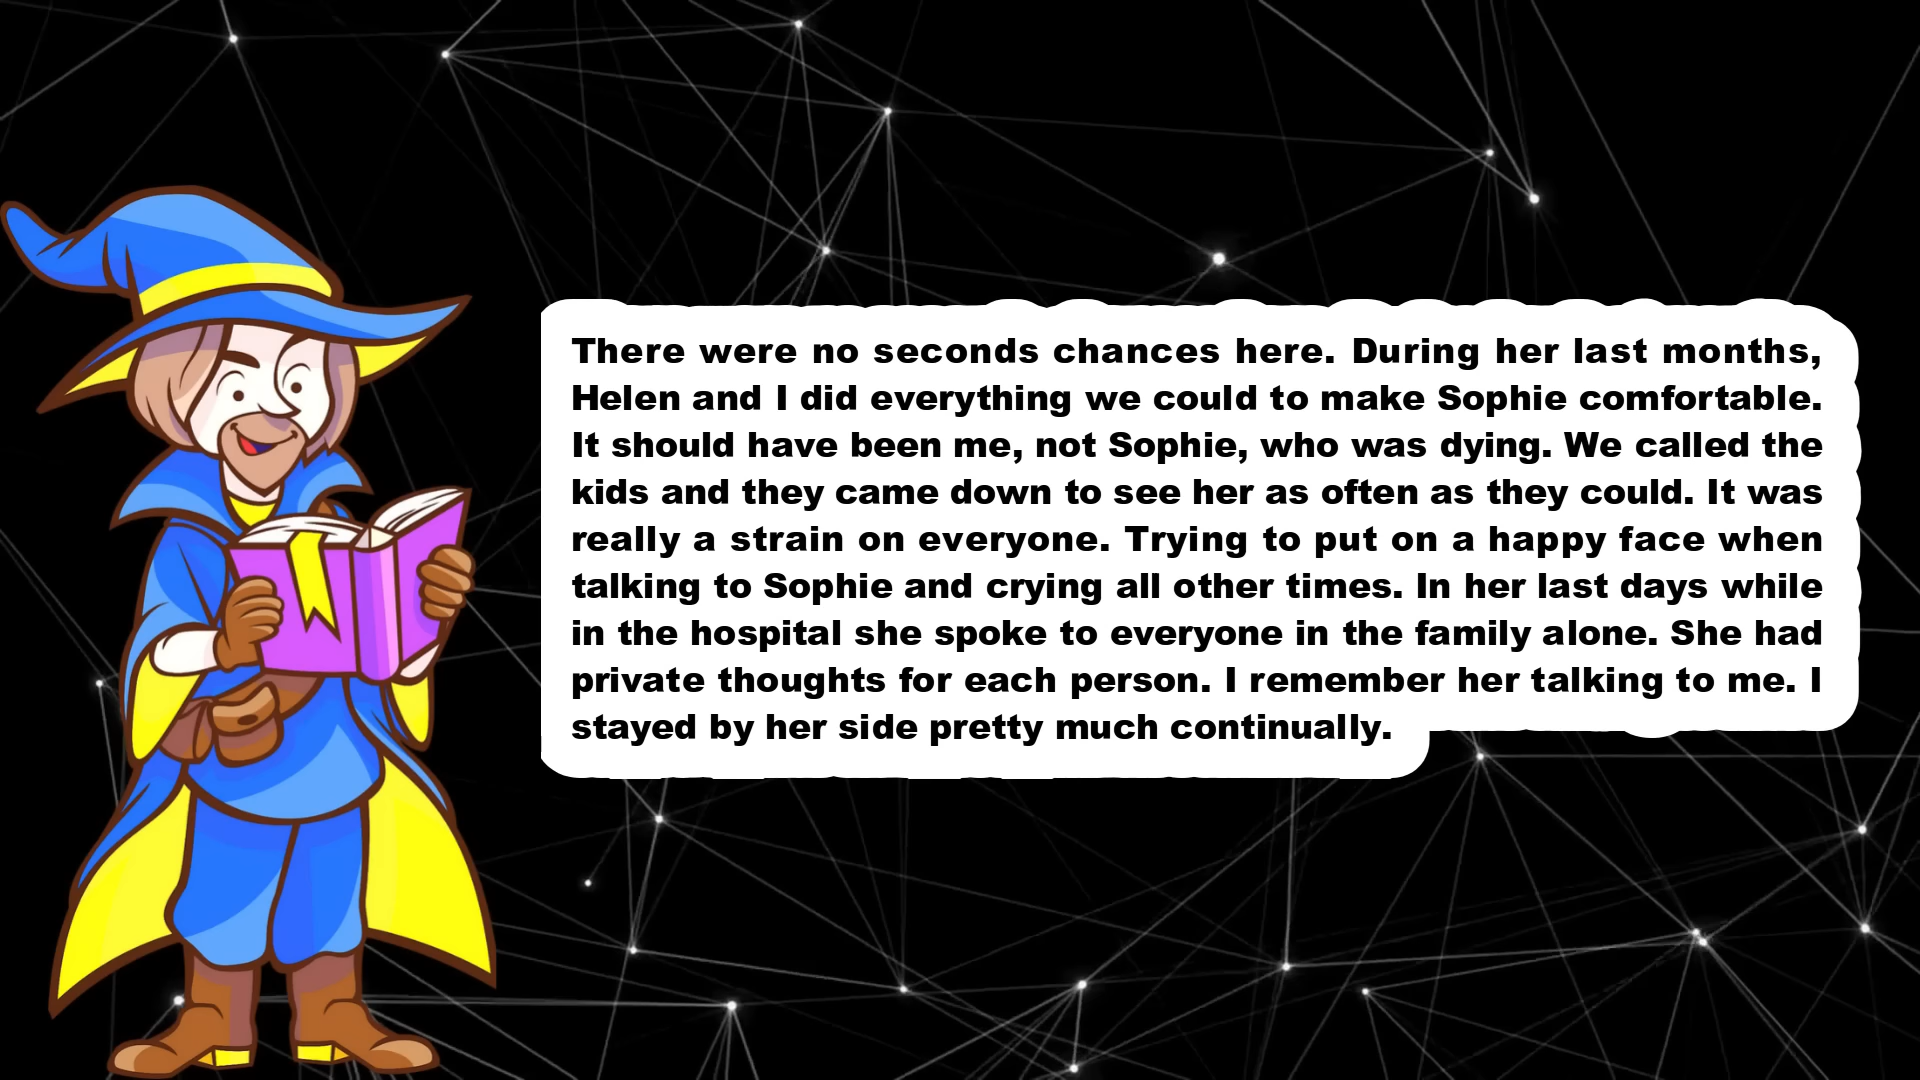 There were no seconds chances here. During her last months,
Helen and I did everything we could to make Sophie comfortable.
It should have been me, not Sophie, who was dying. We called the
kids and they came down to see her as often as they could. It was
really a strain on everyone. Trying to put on a happy face when
talking to Sophie and crying all other times. In her last days while
in the hospital she spoke to everyone in the family alone. She had
private thoughts for each person. I remember her talking to me. I
stayed by her side pretty much continually.